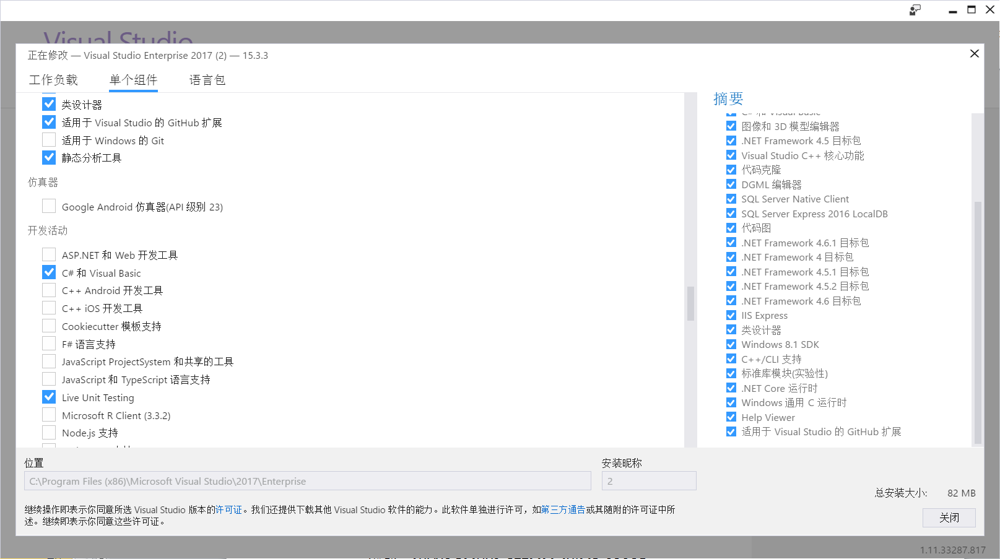 Visual Studio
正在修改 — Visual Studio Enterprise 2017 (2) — 15.3.3
工作负载 单个组件 语言包
类设计器
适用于 Visual Studio 的 GitHub 扩展
适用于 Windows 的 Git
静态分析工具
仿真器
Google Android 仿真器(API 级别 23)
开发活动
ASP.NET 和 Web 开发工具
C# 和 Visual Basic
C++ Android 开发工具
C++ iOS 开发工具
Cookiecutter 模板支持
F# 语言支持
JavaScript ProjectSystem 和共享的工具
JavaScript 和 TypeScript 语言支持
Live Unit Testing
Microsoft R Client (3.3.2)
Node.js 支持
摘要
C# 和 Visual Basic
图像和 3D 模型编辑器
.NET Framework 4.5 目标包
Visual Studio C++ 核心功能
代码克隆
DGML 编辑器
SQL Server Native Client
SQL Server Express 2016 LocalDB
代码图
.NET Framework 4.6.1 目标包
.NET Framework 4 目标包
.NET Framework 4.5.1 目标包
.NET Framework 4.5.2 目标包
.NET Framework 4.6 目标包
IIS Express
类设计器
Windows 8.1 SDK
C++/CLI 支持
标准库模块(实验性)
.NET Core 运行时
Windows 通用 C 运行时
Help Viewer
适用于 Visual Studio 的 GitHub 扩展
位置
C:\Program Files (x86)\Microsoft Visual Studio\2017\Enterprise
安装昵称
2
总安装大小: 82 MB
继续操作即表示你同意所选 Visual Studio 版本的许可证。我们还提供下载其他 Visual Studio 软件的能力。此软件单独进行许可，如第三方通告或其随附的许可证中所
述。继续即表示你同意这些许可证。
关闭
1.11.33287.817